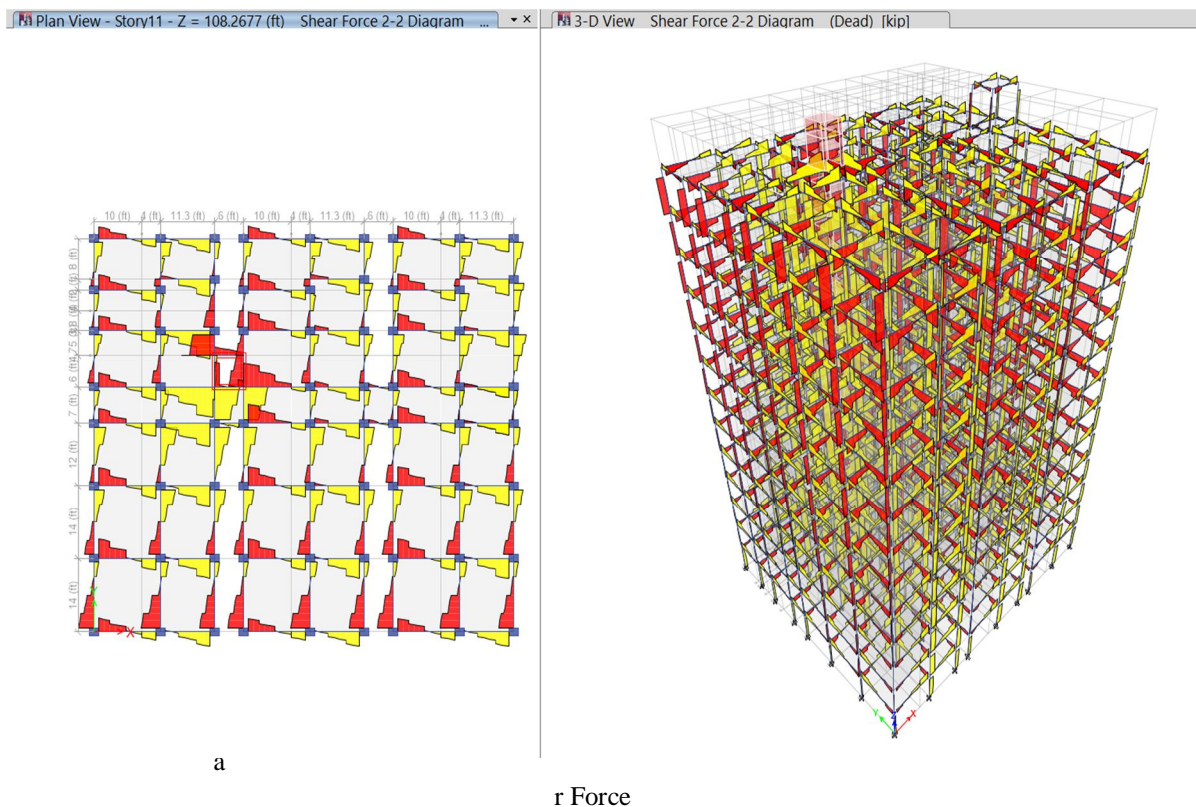 Plan View - Story11 - Z = 108.2677 (ft) Shear Force 2-2 Diagram ...
3-D View Shear Force 2-2 Diagram (Dead) [kip]
10 (ft) 4 (ft) 11.3 (ft) 6 (ft) 10 (ft) 4 (ft) 11.3 (ft) 6 (ft) 10 (ft) 4 (ft) 11.3 (ft)
8 (ft)
6 (ft)
7 (ft)
12 (ft)
14 (ft)
14 (ft)
Y
X
Y
Z
X
a
r Force